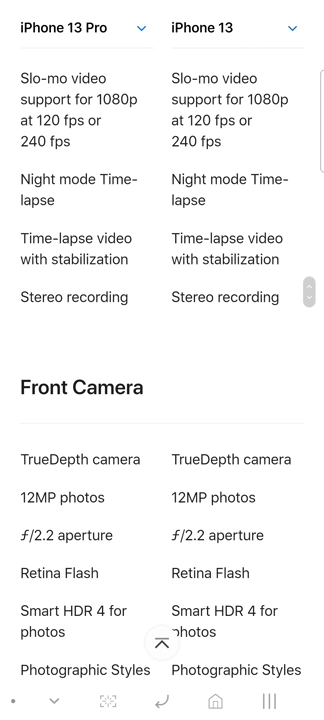 iPhone 13 Pro
iPhone 13
Slo-mo video
support for 1080p
at 120 fps or
240 fps
Slo-mo video
support for 1080p
at 120 fps or
240 fps
Night mode Time-
lapse
Night mode Time-
lapse
Time-lapse video
with stabilization
Time-lapse video
with stabilization
Stereo recording
Stereo recording
Front Camera
TrueDepth camera
TrueDepth camera
12MP photos
12MP photos
ƒ/2.2 aperture
ƒ/2.2 aperture
Retina Flash
Retina Flash
Smart HDR 4 for
photos
Smart HDR 4 for
photos
Photographic Styles
Photographic Styles